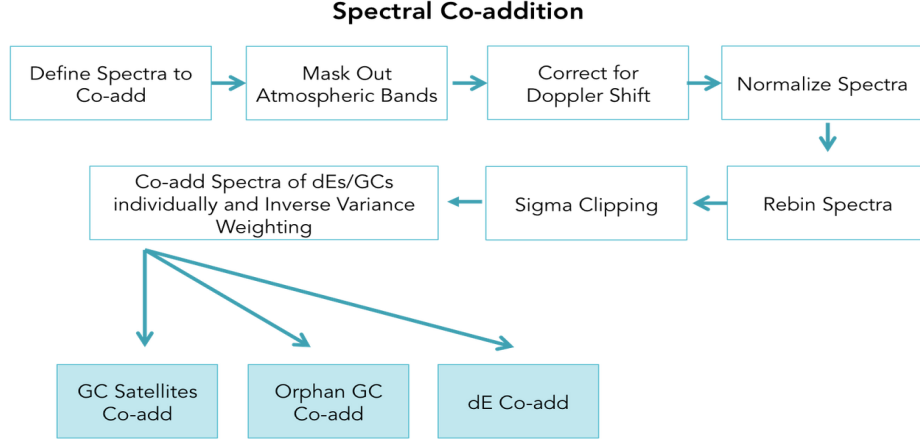 Spectral Co-addition
Define Spectra to
Co-add
Mask Out
Atmospheric Bands
Correct for
Doppler Shift
Normalize Spectra
Co-add Spectra of dEs/GCs
individually and Inverse Variance
Weighting
Sigma Clipping
Rebin Spectra
GC Satellites
Co-add
Orphan GC
Co-add
dE Co-add